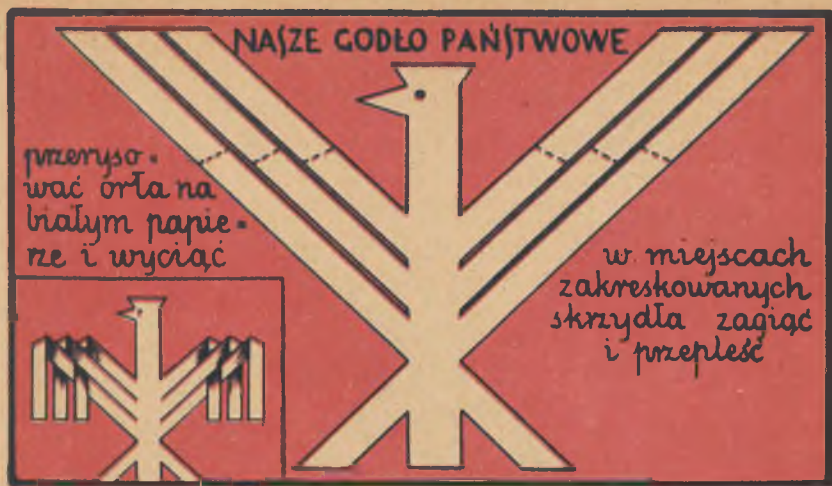 NASZE GODŁO PAŃSTWOWE
przeryso-
wać orła na
białym papie-
rze i wyciąć
w miejscach
zakreskowanych
skrzydła zagiąć
i przepleść